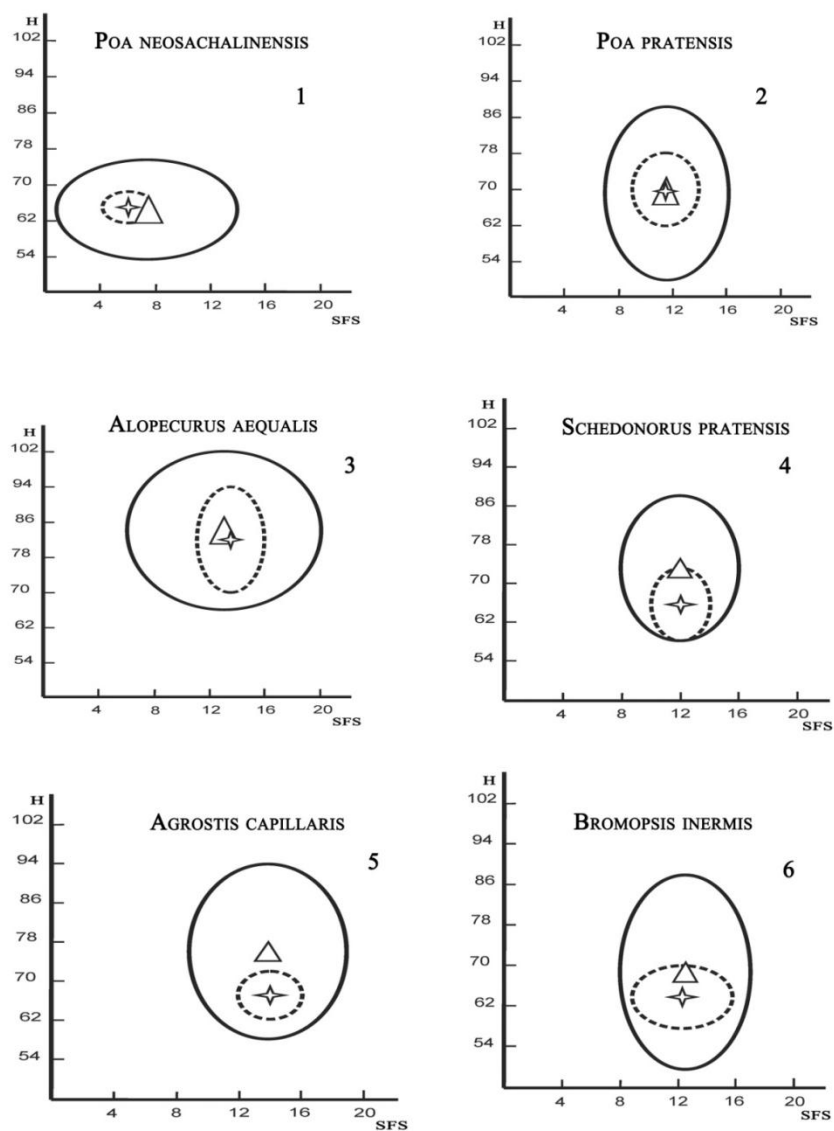 H
POA NEOSACHALINENSIS
1
102
94
86
78
70
62
54
4 8 12 16 20
SFS
H
POA PRATENSIS
2
102
94
86
78
70
62
54
4 8 12 16 20
SFS
H
ALOPECURUS AEQUALIS
3
102
94
86
78
70
62
54
4 8 12 16 20
SFS
H
SCHEDONORUS PRATENSIS
4
102
94
86
78
70
62
54
4 8 12 16 20
SFS
H
AGROSTIS CAPILLARIS
5
102
94
86
78
70
62
54
4 8 12 16 20
SFS
H
BROMOPSIS INERMIS
6
102
94
86
78
70
62
54
4 8 12 16 20
SFS